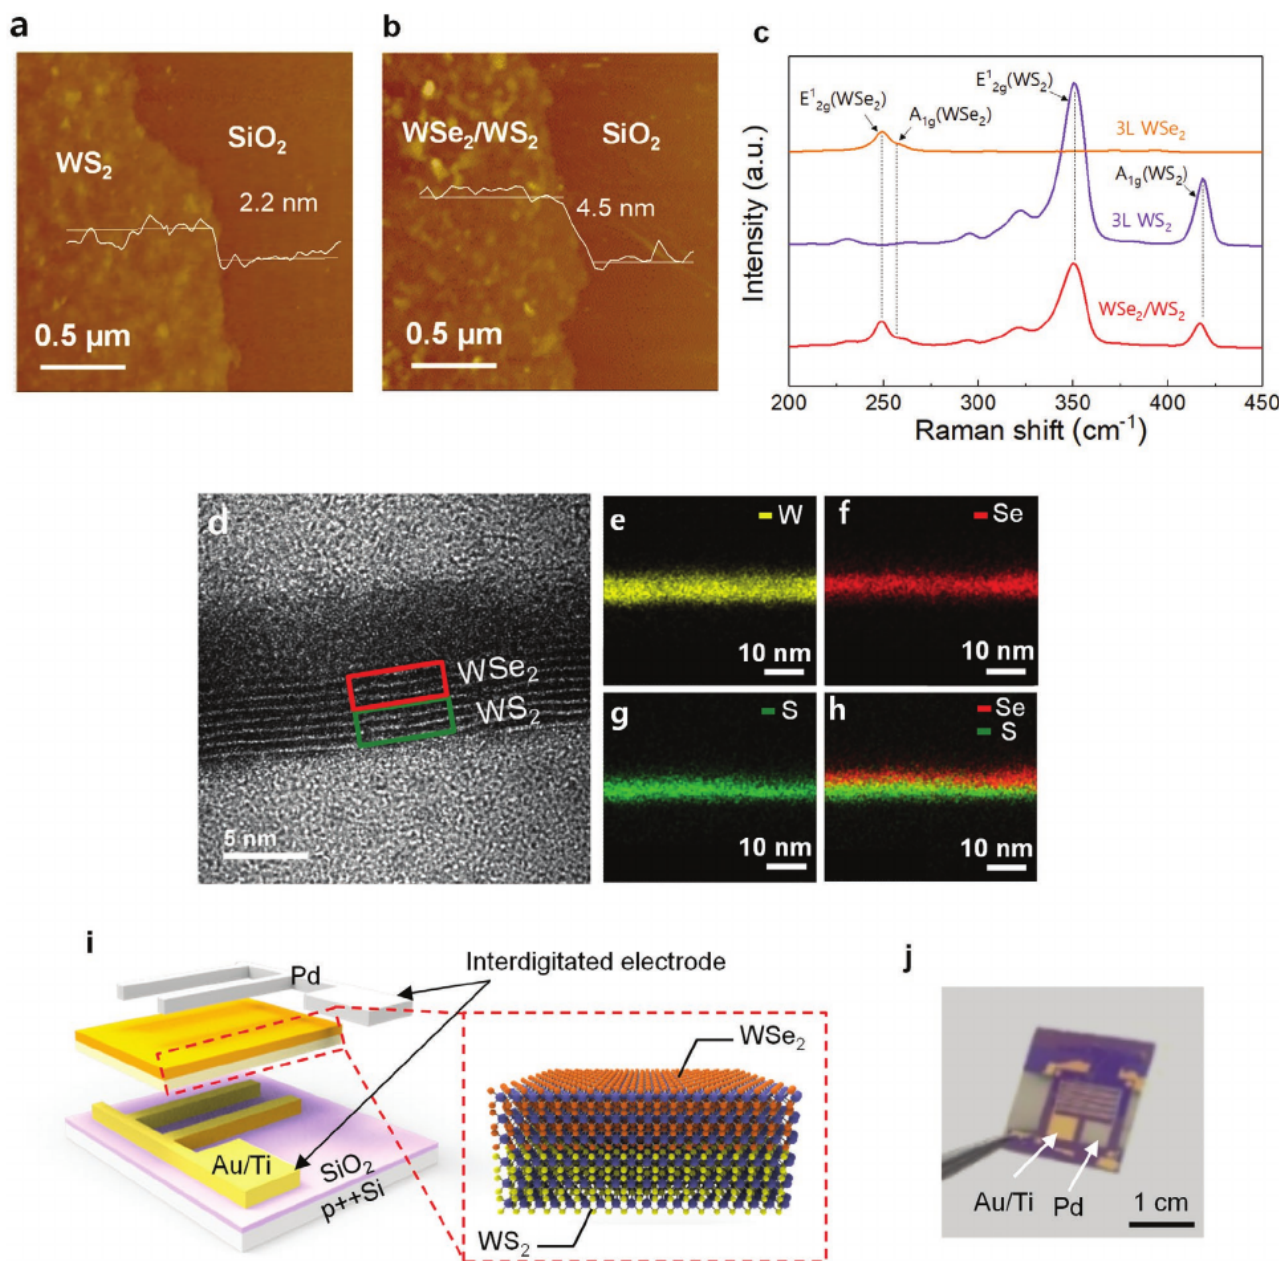 a
WS₂
SiO₂
2.2 nm
0.5 µm
b
WSe₂/WS₂
SiO₂
4.5 nm
0.5 µm
c
Intensity (a.u.)
E¹₂g(WSe₂)
A₁g(WSe₂)
E¹₂g(WS₂)
3L WSe₂
A₁g(WS₂)
3L WS₂
WSe₂/WS₂
200 250 300 350 400 450
Raman shift (cm⁻¹)
d
WSe₂
WS₂
5 nm
e
W
10 nm
f
Se
10 nm
g
S
10 nm
h
Se
S
10 nm
i
Pd
Interdigitated electrode
Au/Ti
SiO₂
p++Si
WSe₂
WS₂
j
Au/Ti Pd
1 cm